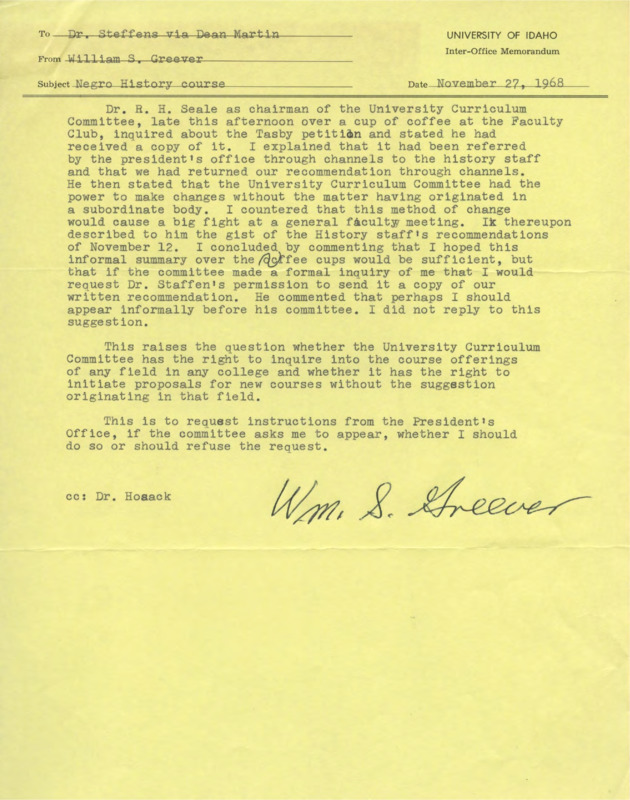 To Dr. Steffens via Dean Martin
UNIVERSITY OF IDAHO
Inter-Office Memorandum
From William S. Greever
Subject Negro History course
Date November 27, 1968
Dr. R. H. Seale as chairman of the University Curriculum
Committee, late this afternoon over a cup of coffee at the Faculty
Club, inquired about the Tasby petition and stated he had
received a copy of it. I explained that it had been referred
by the president's office through channels to the history staff
and that we had returned our recommendation through channels.
He then stated that the University Curriculum Committee had the
power to make changes without the matter having originated in
a subordinate body. I countered that this method of change
would cause a big fight at a general faculty meeting. I thereupon
described to him the gist of the History staff's recommendations
of November 12. I concluded by commenting that I hoped this
informal summary over the coffee cups would be sufficient, but
that if the committee made a formal inquiry of me that I would
request Dr. Staffen's permission to send it a copy of our
written recommendation. He commented that perhaps I should
appear informally before his committee. I did not reply to this
suggestion.
This raises the question whether the University Curriculum
Committee has the right to inquire into the course offerings
of any field in any college and whether it has the right to
initiate proposals for new courses without the suggestion
originating in that field.
This is to request instructions from the President's
Office, if the committee asks me to appear, whether I should
do so or should refuse the request.
cc: Dr. Hosack
Wm. S. Greever